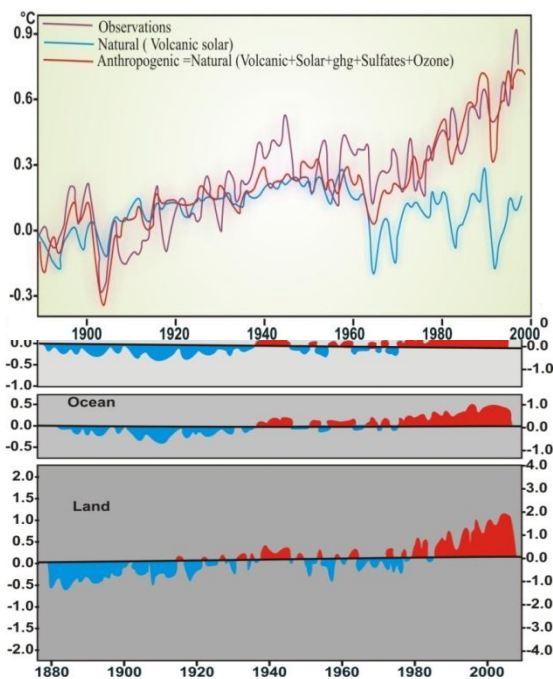 °C
0.9
Observations
Natural ( Volcanic solar)
Anthropogenic =Natural (Volcanic+Solar+ghg+Sulfates+Ozone)
0.6
0.3
0.0
-0.3
1900 1920 1940 1960 1980 2000
0
0.0 -0.0
-0.5 -1.0
-1.0
0.5 Ocean 1.0
0.0 0.0
-0.5 -1.0
4.0
2.0 3.0
1.5 Land 2.0
1.0
0.5 1.0
0.0 0.0
-0.5 -1.0
-1.0 -2.0
-1.5 -3.0
-2.0 -4.0
1880 1900 1920 1940 1960 1980 2000